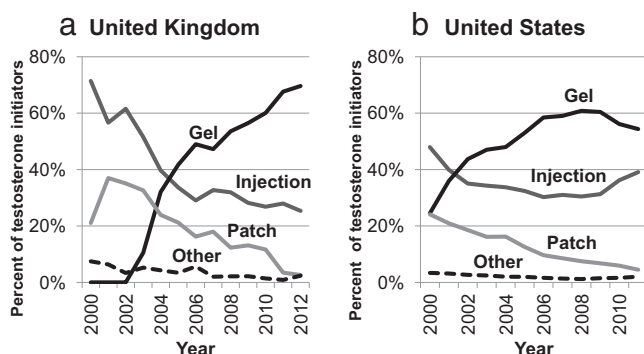 a United Kingdom
Percent of testosterone initiators
80%
60%
40%
20%
0%
Gel
Injection
Patch
Other
2000
2002
2004
2006
2008
2010
2012
Year
b United States
Percent of testosterone initiators
80%
60%
40%
20%
0%
Gel
Injection
Patch
Other
2000
2002
2004
2006
2008
2010
Year